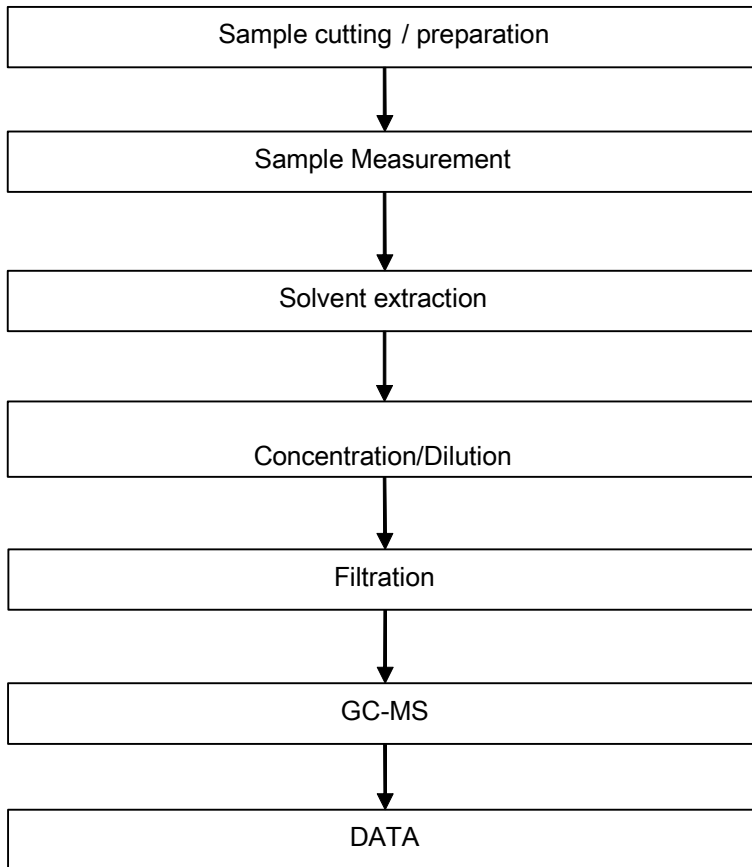 Sample cutting / preparation
Sample Measurement
Solvent extraction
Concentration/Dilution
Filtration
GC-MS
DATA